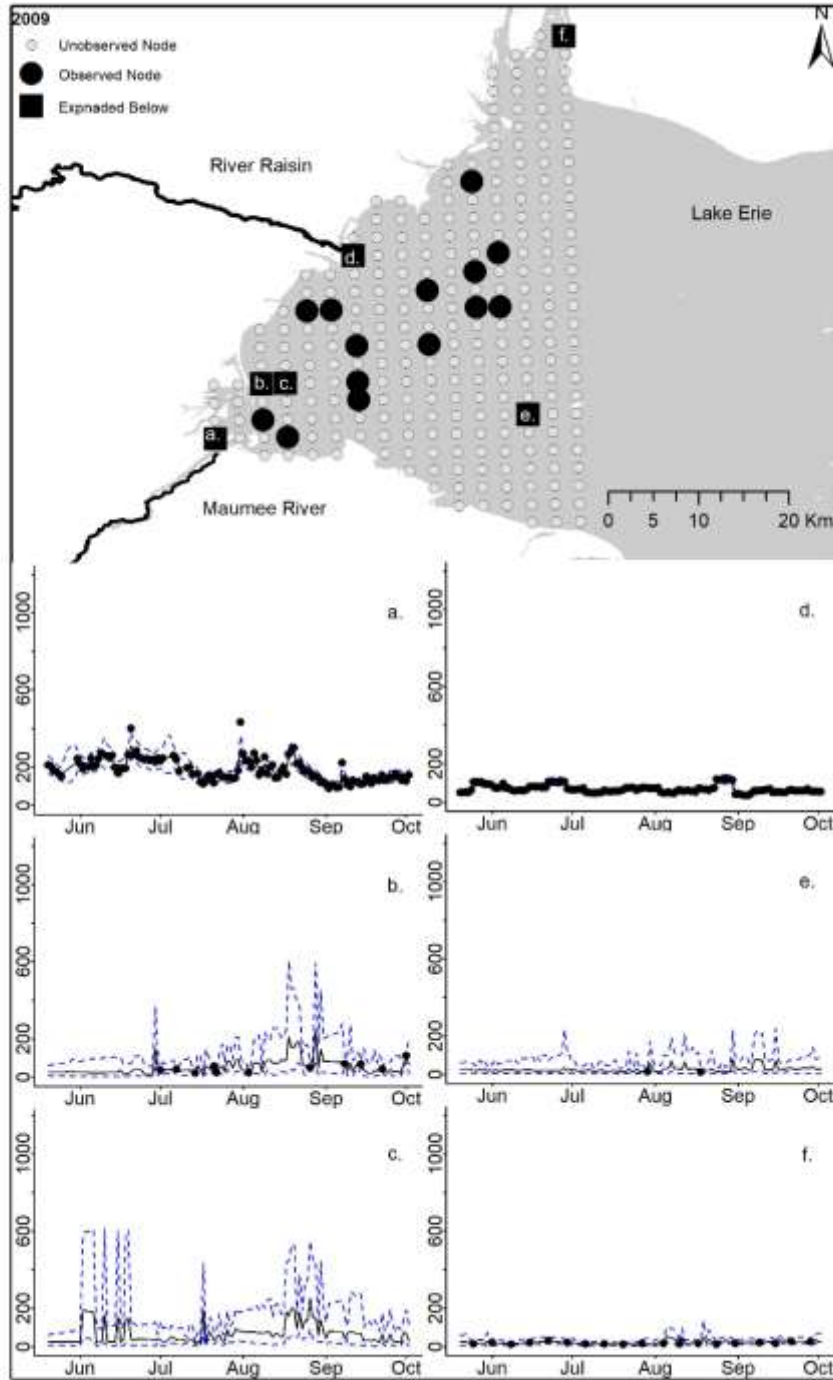 2009
N
Unobserved Node
Observed Node
Expnaded Below
f.
River Raisin
Lake Erie
d.
b. c.
e.
a.
Maumee River
0 5 10 20 Km
a.
1000
600
200
0
Jun Jul Aug Sep Oct
d.
1000
600
200
0
Jun Jul Aug Sep Oct
b.
1000
600
200
0
Jun Jul Aug Sep Oct
e.
1000
600
200
0
Jun Jul Aug Sep Oct
c.
1000
600
200
0
Jun Jul Aug Sep Oct
f.
1000
600
200
0
Jun Jul Aug Sep Oct